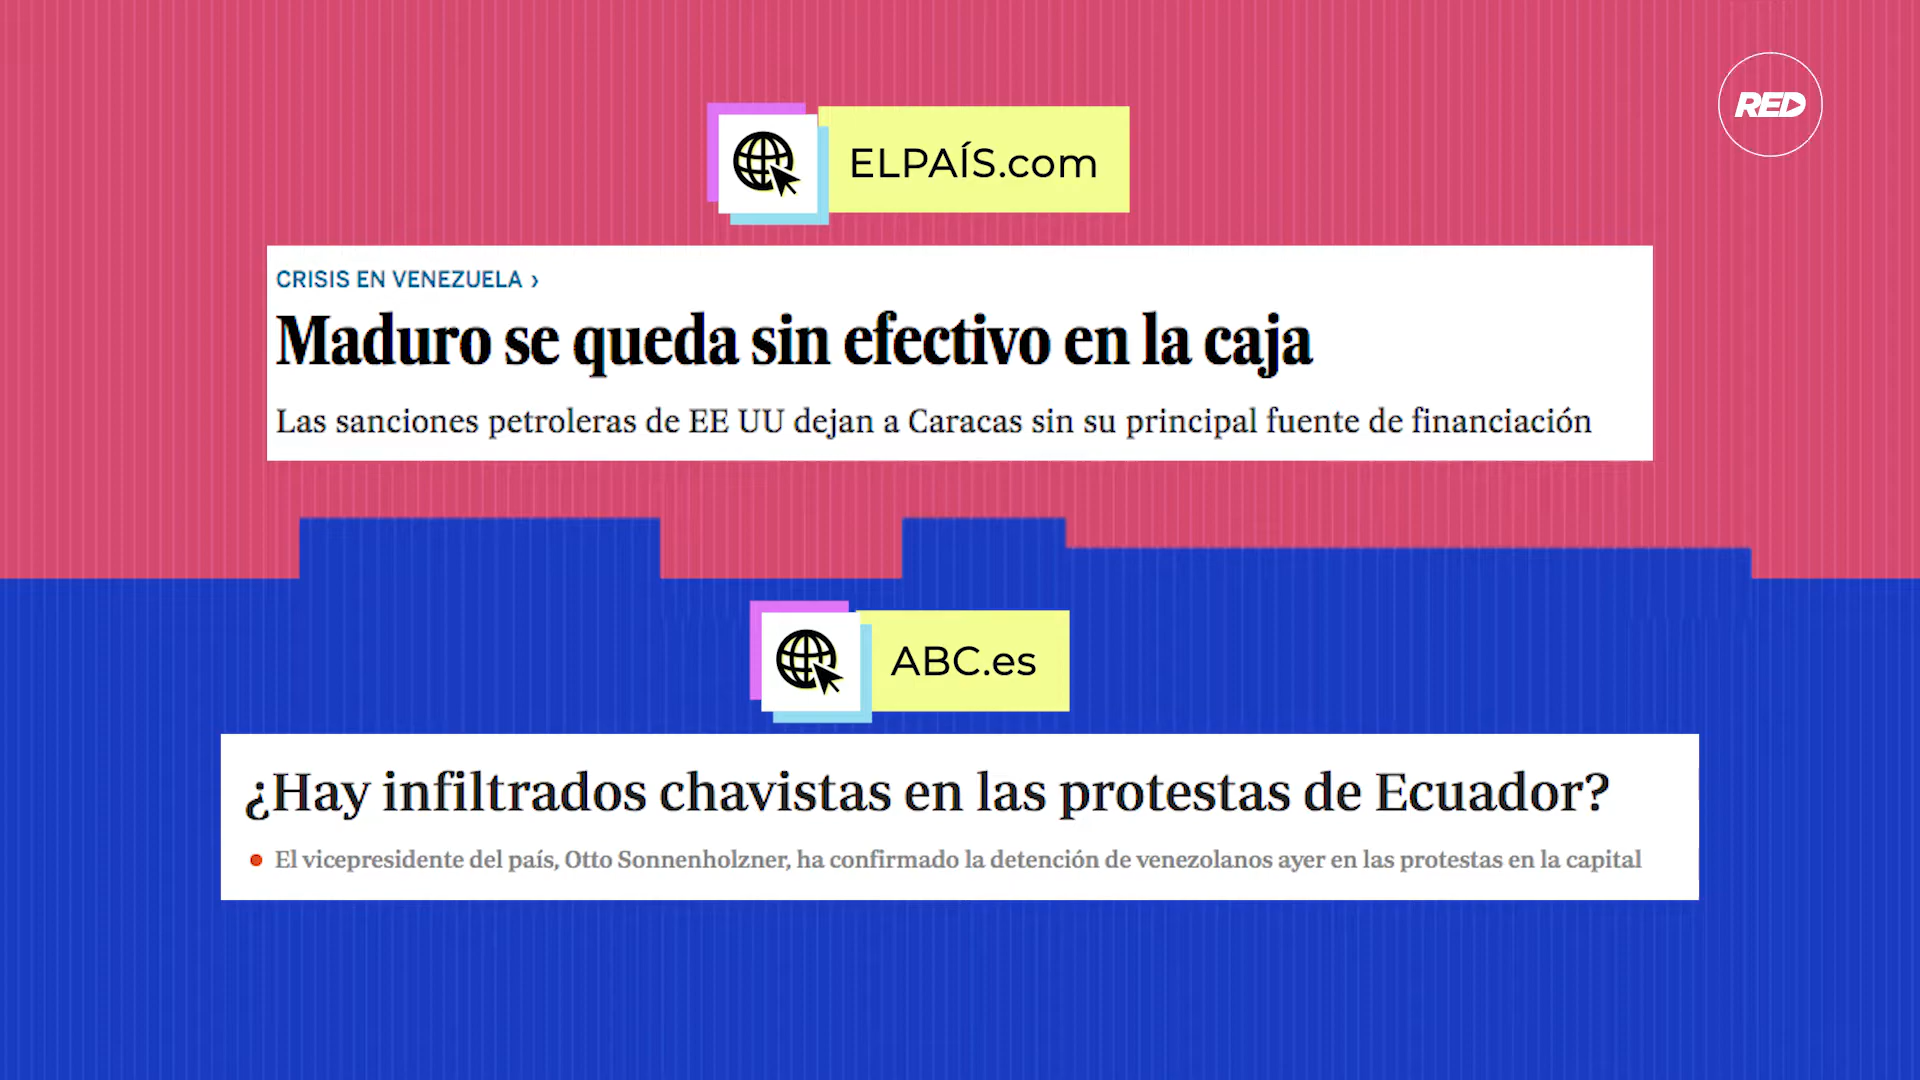 RED
ELPAÍS.com
CRISIS EN VENEZUELA ›
Maduro se queda sin efectivo en la caja
Las sanciones petroleras de EE UU dejan a Caracas sin su principal fuente de financiación
ABC.es
¿Hay infiltrados chavistas en las protestas de Ecuador?
El vicepresidente del país, Otto Sonnenholzner, ha confirmado la detención de venezolanos ayer en las protestas en la capital